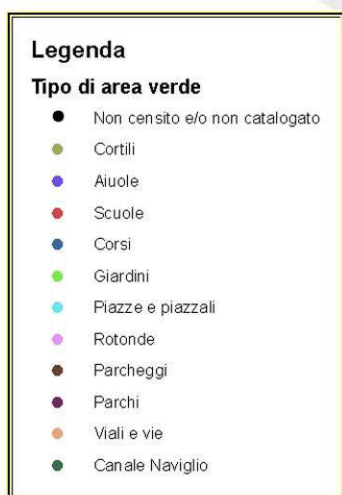 Legenda
Tipo di area verde
Non censito e/o non catalogato
Cortili
Aiuole
Scuole
Corsi
Giardini
Piazze e piazzali
Rotonde
Parcheggi
Parchi
Viali e vie
Canale Naviglio